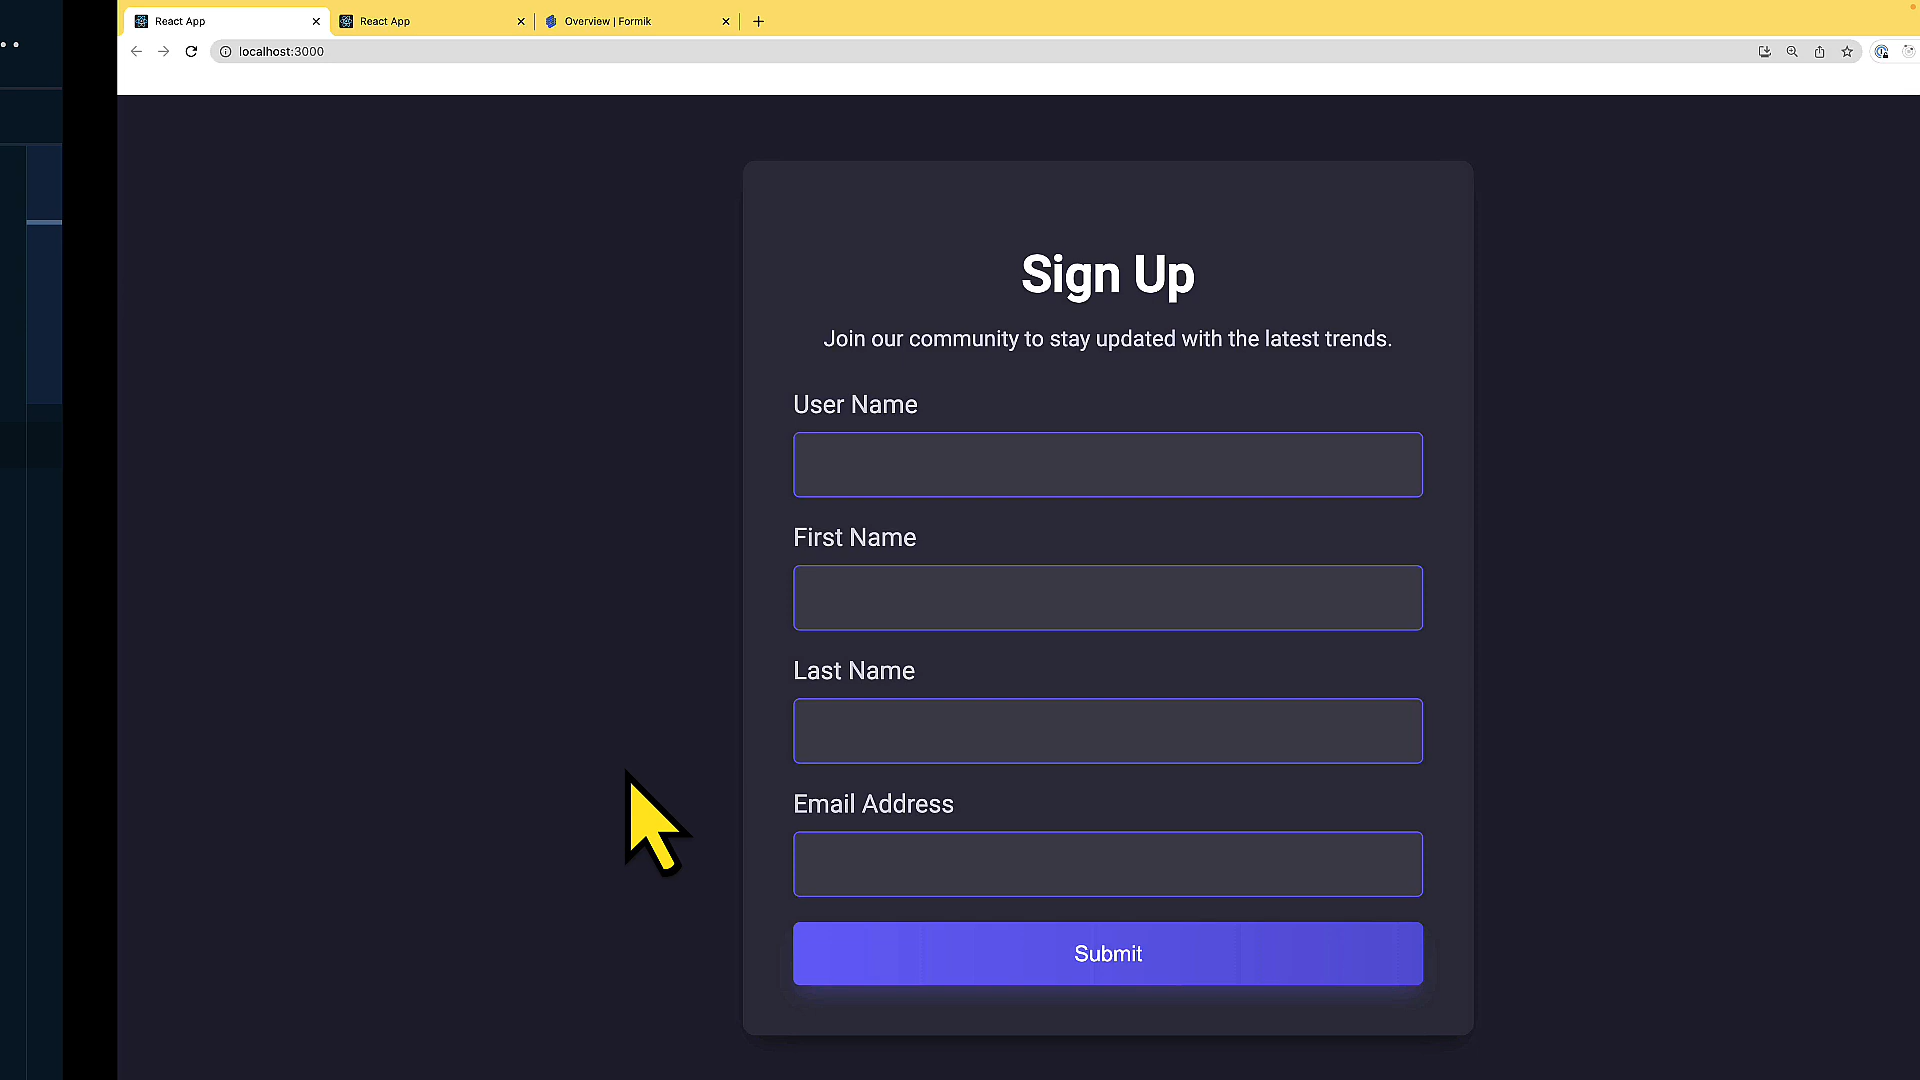 React App
React App
Overview | Formik
localhost:3000
Sign Up
Join our community to stay updated with the latest trends.
User Name
First Name
Last Name
Email Address
Submit